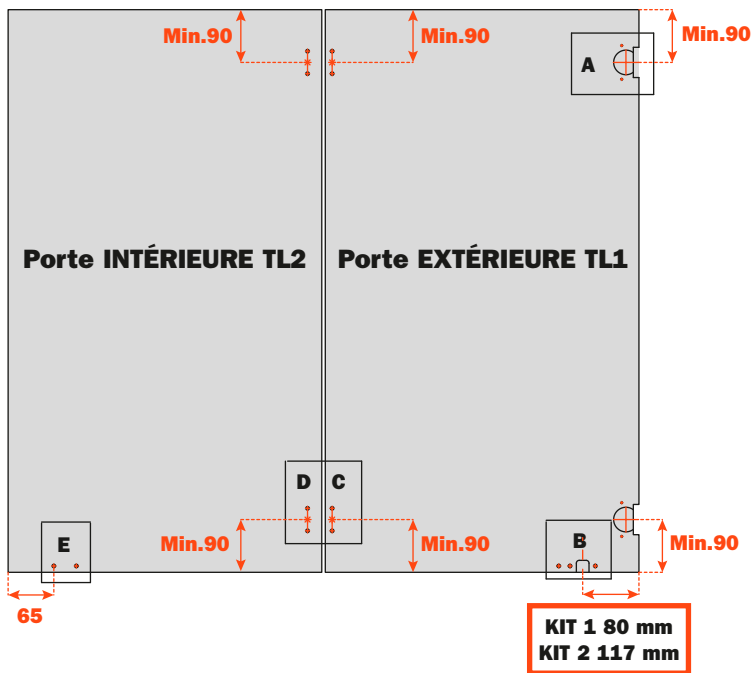 Min.90
Min.90
Min.90
A
Porte INTÉRIEURE TL2
Porte EXTÉRIEURE TL1
D
C
E
B
Min.90
Min.90
Min.90
65
KIT 1 80 mm
KIT 2 117 mm